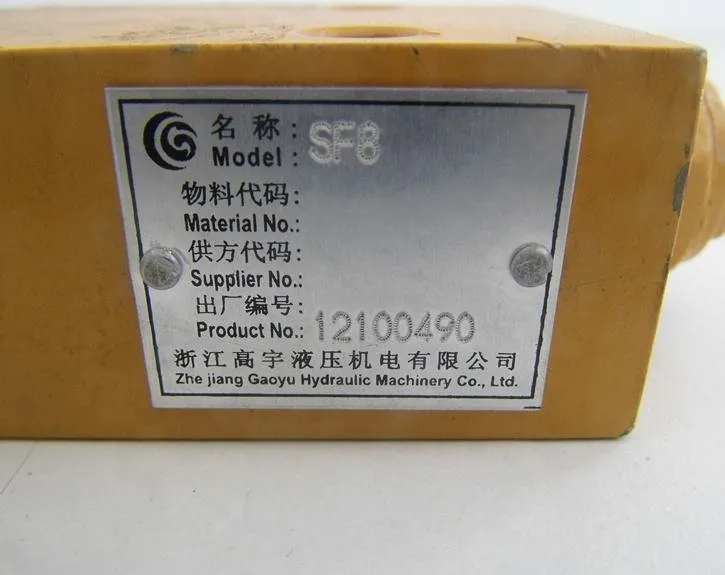 名 称 : SF8
Model :
物料代码:
Material No.:
供方代码:
Supplier No.:
出厂编号:
Product No.: 12100490
浙江高宇液压机电有限公司
Zhe jiang Gaoyu Hydraulic Machinery Co., Ltd.